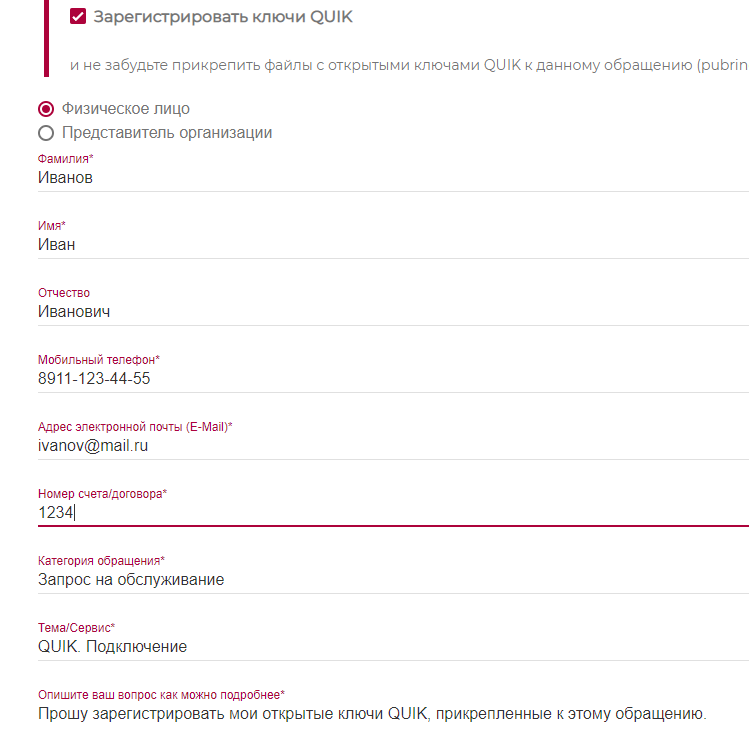 Зарегистрировать ключи QUIK
и не забудьте прикрепить файлы с открытыми ключами QUIK к данному обращению (pubrin
Физическое лицо
Представитель организации
Фамилия*
Иванов
Имя*
Иван
Отчество
Иванович
Мобильный телефон*
8911-123-44-55
Адрес электронной почты (E-Mail)*
ivanov@mail.ru
Номер счета/договора*
1234
Категория обращения*
Запрос на обслуживание
Тема/Сервис*
QUIK. Подключение
Опишите ваш вопрос как можно подробнее*
Прошу зарегистрировать мои открытые ключи QUIK, прикрепленные к этому обращению.